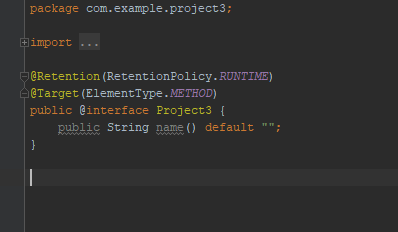 package com.example.project3;
import ...
@Retention(RetentionPolicy.RUNTIME)
@Target(ElementType.METHOD)
public @interface Project3 {
    public String name() default "";
}